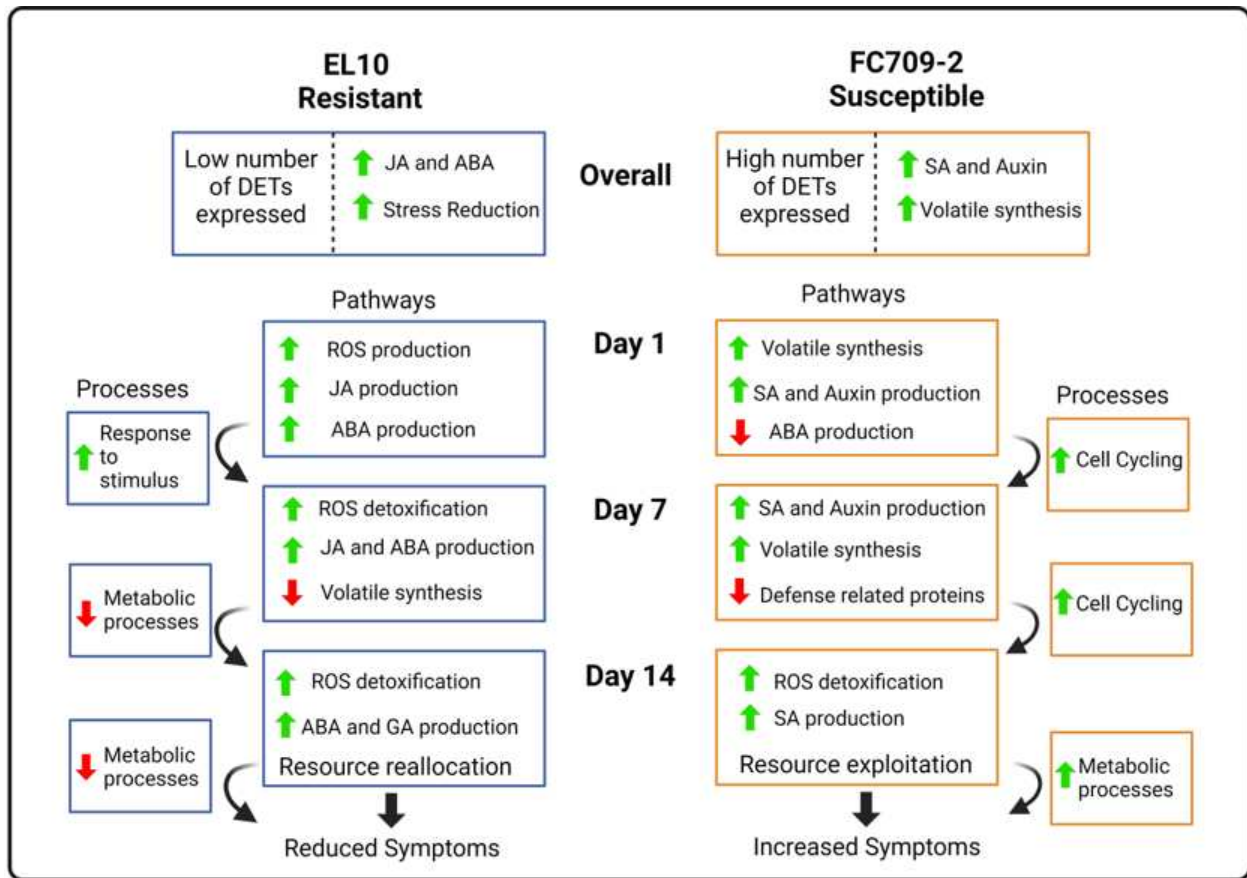 EL10
Resistant
FC709-2
Susceptible
Low number
of DETs
expressed
JA and ABA
Stress Reduction
Overall
High number
of DETs
expressed
SA and Auxin
Volatile synthesis
Pathways
Pathways
Day 1
ROS production
JA production
ABA production
Processes
Response
to
stimulus
Volatile synthesis
SA and Auxin production
ABA production
Processes
Cell Cycling
Day 7
ROS detoxification
JA and ABA production
Volatile synthesis
Metabolic
processes
SA and Auxin production
Volatile synthesis
Defense related proteins
Cell Cycling
Day 14
ROS detoxification
ABA and GA production
Resource reallocation
Metabolic
processes
ROS detoxification
SA production
Resource exploitation
Metabolic
processes
Reduced Symptoms
Increased Symptoms